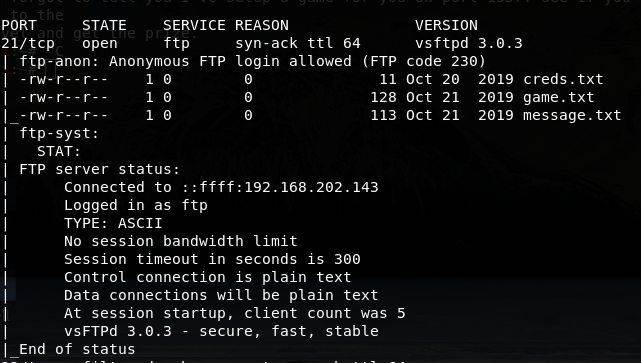 to the
get the prize.
PORT STATE SERVICE REASON VERSION
21/tcp open ftp syn-ack ttl 64 vsftpd 3.0.3
| ftp-anon: Anonymous FTP login allowed (FTP code 230)
| -rw-r--r-- 1 0 0 11 Oct 20 2019 creds.txt
| -rw-r--r-- 1 0 0 128 Oct 21 2019 game.txt
|_-rw-r--r-- 1 0 0 113 Oct 21 2019 message.txt
| ftp-syst:
| STAT:
| FTP server status:
| Connected to ::ffff:192.168.202.143
| Logged in as ftp
| TYPE: ASCII
| No session bandwidth limit
| Session timeout in seconds is 300
| Control connection is plain text
| Data connections will be plain text
| At session startup, client count was 5
| vsFTPd 3.0.3 - secure, fast, stable
|_End of status